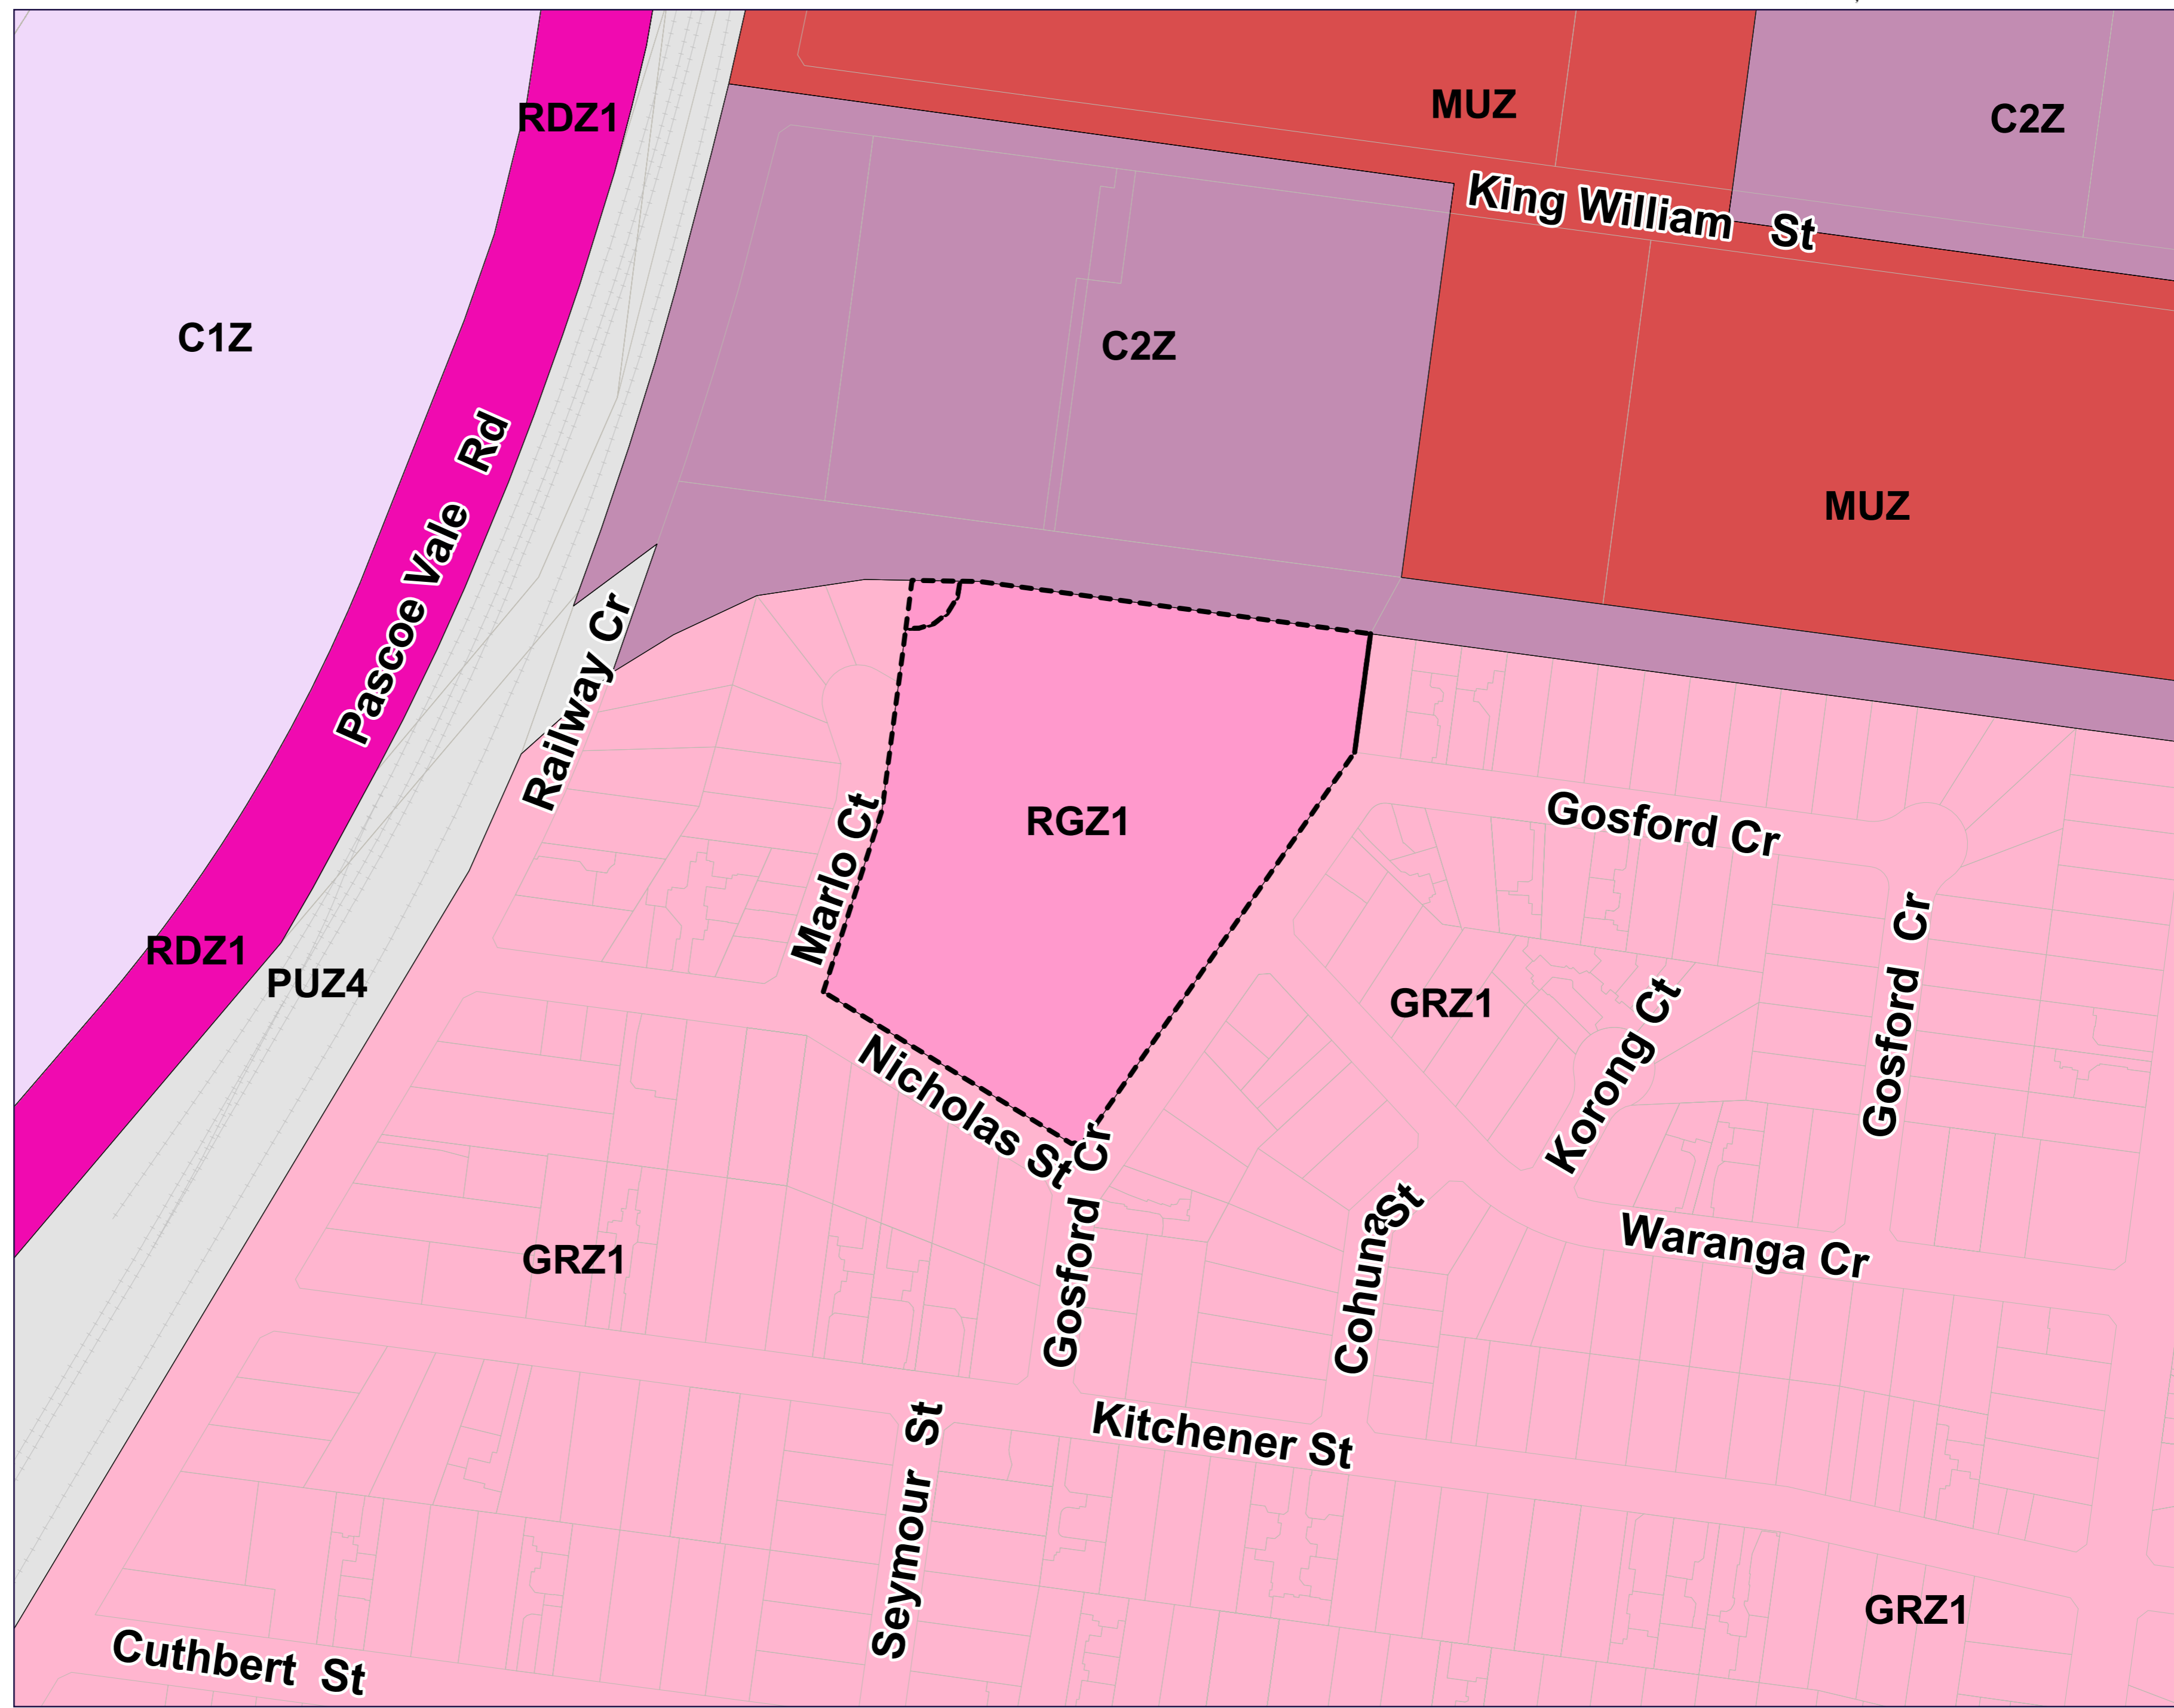 RDZ1
MUZ
C2Z
King William St
C1Z
C2Z
MUZ
Pascoe Vale Rd
Railway Cr
RGZ1
Marlo Ct
Gosford Cr
Gosford Cr
RDZ1
PUZ4
GRZ1
Korong Ct
Nicholas St
Gosford Cr
Cohuna St
Waranga Cr
GRZ1
Kitchener St
Seymour St
GRZ1
Cuthbert St